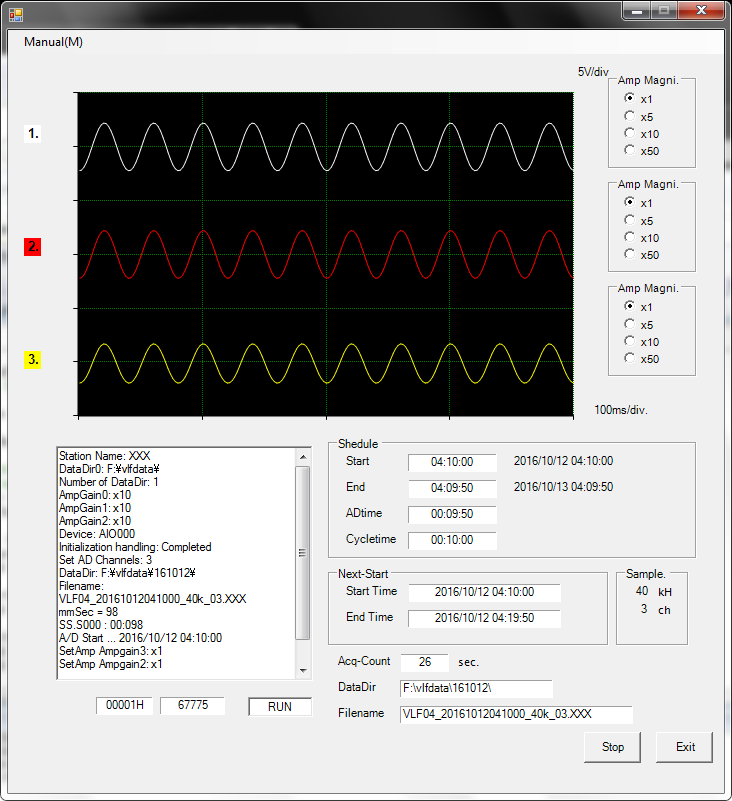 Manual(M)
5V/div
1.
2.
3.
Amp Magni.
x1
x5
x10
x50
Amp Magni.
x1
x5
x10
x50
Amp Magni.
x1
x5
x10
x50
100ms/div.
Station Name: XXX
DataDir0: F:¥vlfdata¥
Number of DataDir: 1
AmpGain0: x10
AmpGain1: x10
AmpGain2: x10
Device: AIO000
Initialization handling: Completed
Set AD Channels: 3
DataDir: F:¥vlfdata¥161012¥
Filename:
VLF04_20161012041000_40k_03.XXX
mmSec = 98
SS.S000 : 00:098
A/D Start ... 2016/10/12 04:10:00
SetAmp Ampgain3: x1
SetAmp Ampgain2: x1
00001H 67775 RUN
Shedule
Start 04:10:00 2016/10/12 04:10:00
End 04:09:50 2016/10/13 04:09:50
ADtime 00:09:50
Cycletime 00:10:00
Next-Start
Start Time 2016/10/12 04:10:00
End Time 2016/10/12 04:19:50
Sample.
40 kH
3 ch
Acq-Count 26 sec.
DataDir F:\vlfdata\161012\
Filename VLF04_20161012041000_40k_03.XXX
Stop Exit